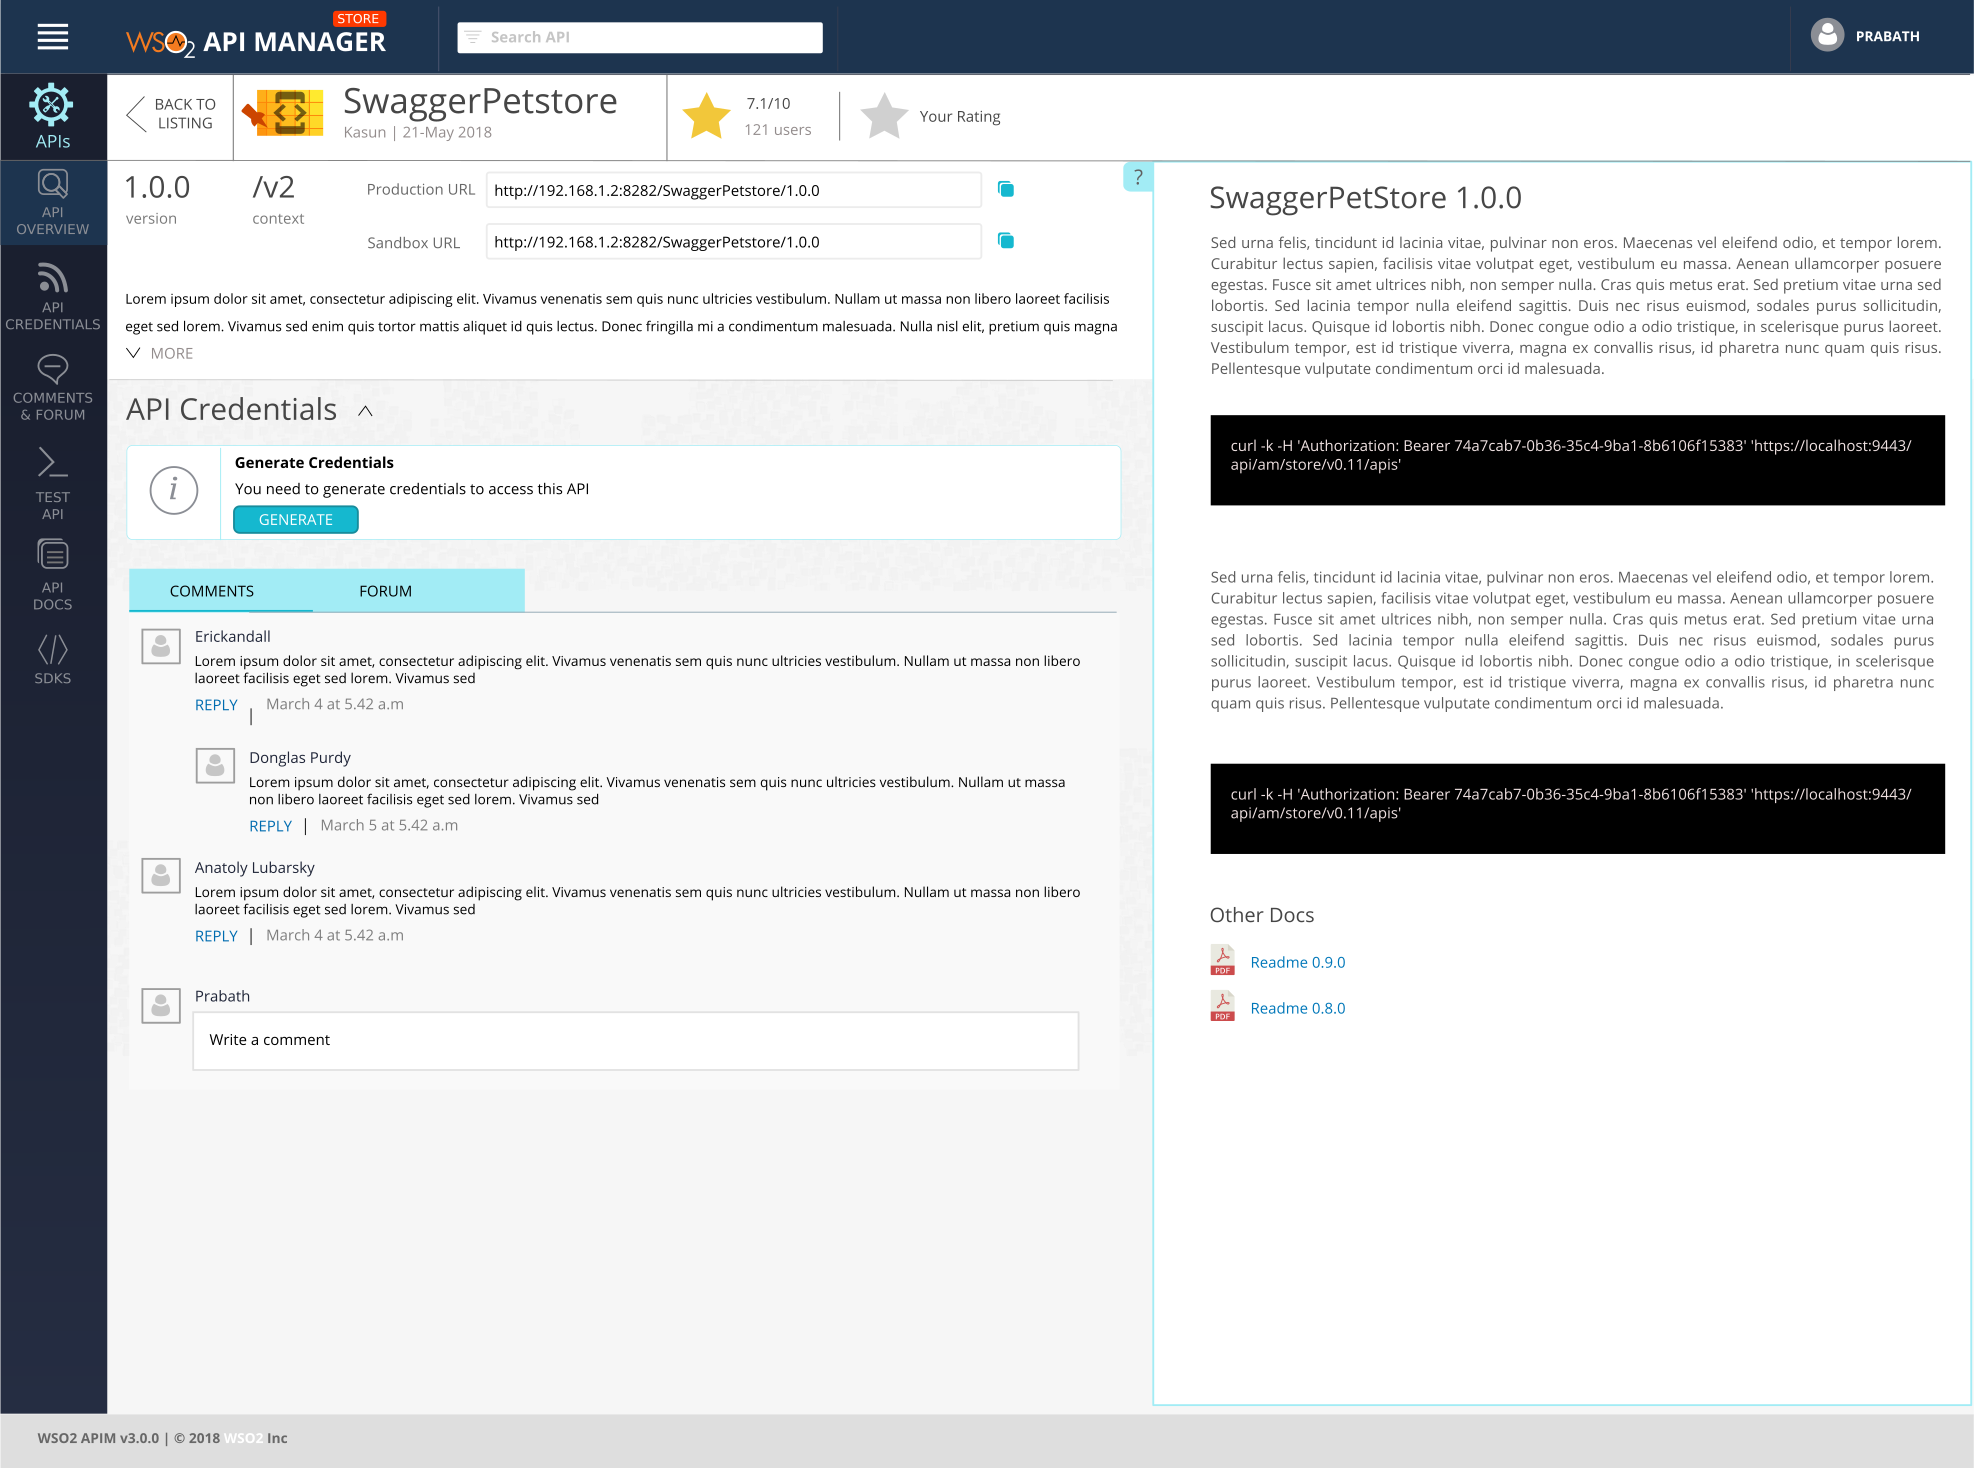 STORE
WSO2 API MANAGER
Search API
PRABATH
APIs
BACK TO
LISTING
SwaggerPetstore
Kasun | 21-May 2018
7.1/10
121 users
Your Rating
API
OVERVIEW
API
CREDENTIALS
COMMENTS
& FORUM
TEST
API
API
DOCS
SDKS
1.0.0
version
/v2
context
Production URL
http://192.168.1.2:8282/SwaggerPetstore/1.0.0
Sandbox URL
http://192.168.1.2:8282/SwaggerPetstore/1.0.0
Lorem ipsum dolor sit amet, consectetur adipiscing elit. Vivamus venenatis sem quis nunc ultricies vestibulum. Nullam ut massa non libero laoreet facilisis
eget sed lorem. Vivamus sed enim quis tortor mattis aliquet id quis lectus. Donec fringilla mi a condimentum malesuada. Nulla nisl elit, pretium quis magna
MORE
API Credentials
i
Generate Credentials
You need to generate credentials to access this API
GENERATE
COMMENTS
FORUM
Erickandall
Lorem ipsum dolor sit amet, consectetur adipiscing elit. Vivamus venenatis sem quis nunc ultricies vestibulum. Nullam ut massa non libero
laoreet facilisis eget sed lorem. Vivamus sed
REPLY | March 4 at 5.42 a.m
Donglas Purdy
Lorem ipsum dolor sit amet, consectetur adipiscing elit. Vivamus venenatis sem quis nunc ultricies vestibulum. Nullam ut massa
non libero laoreet facilisis eget sed lorem. Vivamus sed
REPLY | March 5 at 5.42 a.m
Anatoly Lubarsky
Lorem ipsum dolor sit amet, consectetur adipiscing elit. Vivamus venenatis sem quis nunc ultricies vestibulum. Nullam ut massa non libero
laoreet facilisis eget sed lorem. Vivamus sed
REPLY | March 4 at 5.42 a.m
Prabath
Write a comment
?
SwaggerPetStore 1.0.0
Sed urna felis, tincidunt id lacinia vitae, pulvinar non eros. Maecenas vel eleifend odio, et tempor lorem.
Curabitur lectus sapien, facilisis vitae volutpat eget, vestibulum eu massa. Aenean ullamcorper posuere
egestas. Fusce sit amet ultrices nibh, non semper nulla. Cras quis metus erat. Sed pretium vitae urna sed
lobortis. Sed lacinia tempor nulla eleifend sagittis. Duis nec risus euismod, sodales purus sollicitudin,
suscipit lacus. Quisque id lobortis nibh. Donec congue odio a odio tristique, in scelerisque purus laoreet.
Vestibulum tempor, est id tristique viverra, magna ex convallis risus, id pharetra nunc quam quis risus.
Pellentesque vulputate condimentum orci id malesuada.
curl -k -H 'Authorization: Bearer 74a7cab7-0b36-35c4-9ba1-8b6106f15383' 'https://localhost:9443/
api/am/store/v0.11/apis'
Sed urna felis, tincidunt id lacinia vitae, pulvinar non eros. Maecenas vel eleifend odio, et tempor lorem.
Curabitur lectus sapien, facilisis vitae volutpat eget, vestibulum eu massa. Aenean ullamcorper posuere
egestas. Fusce sit amet ultrices nibh, non semper nulla. Cras quis metus erat. Sed pretium vitae urna
sed lobortis. Sed lacinia tempor nulla eleifend sagittis. Duis nec risus euismod, sodales purus
sollicitudin, suscipit lacus. Quisque id lobortis nibh. Donec congue odio a odio tristique, in scelerisque
purus laoreet. Vestibulum tempor, est id tristique viverra, magna ex convallis risus, id pharetra nunc
quam quis risus. Pellentesque vulputate condimentum orci id malesuada.
curl -k -H 'Authorization: Bearer 74a7cab7-0b36-35c4-9ba1-8b6106f15383' 'https://localhost:9443/
api/am/store/v0.11/apis'
Other Docs
PDF
Readme 0.9.0
PDF
Readme 0.8.0
WSO2 APIM v3.0.0 | © 2018 WSO2 Inc